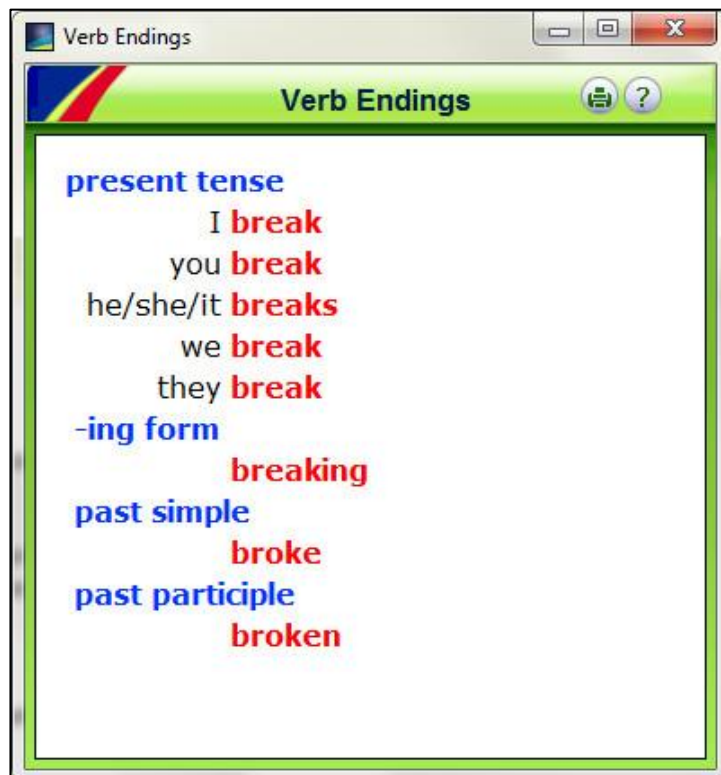 Verb Endings
Verb Endings ?
present tense
I break
you break
he/she/it breaks
we break
they break
-ing form
breaking
past simple
broke
past participle
broken